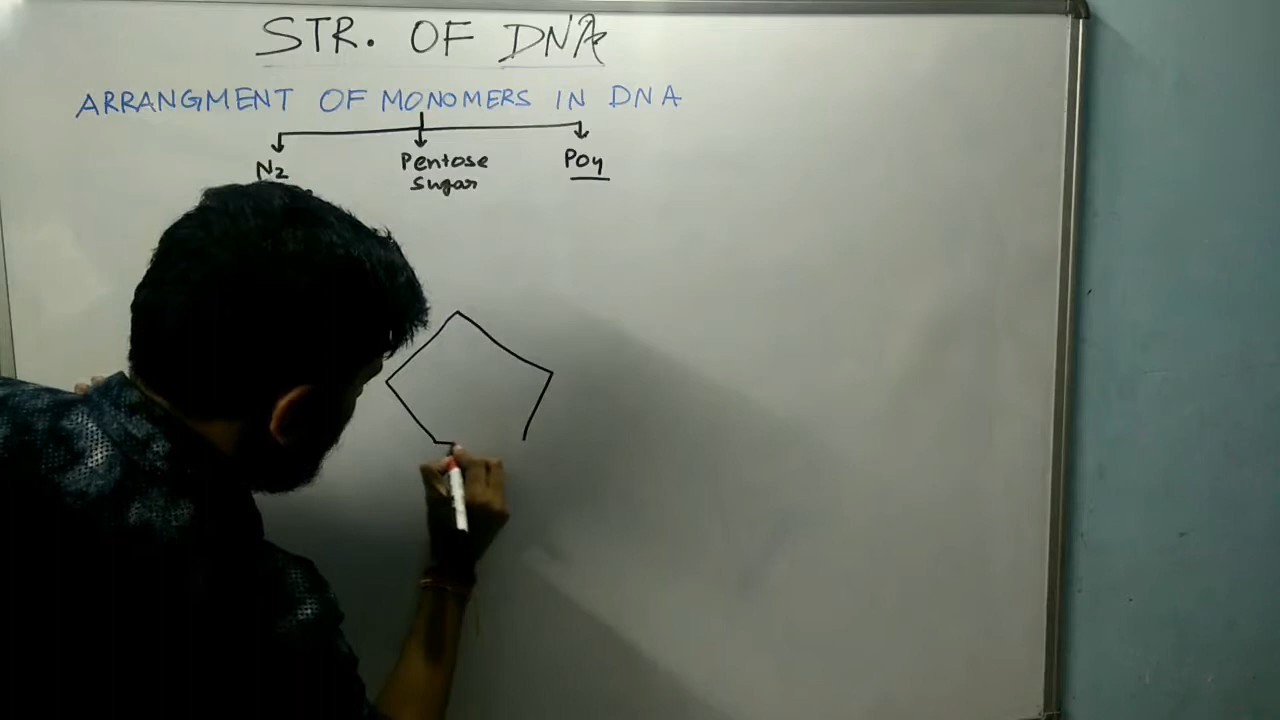 STR. OF DNA
ARRANGMENT OF MONOMERS IN DNA
N2 Pentose PO4
Sugar